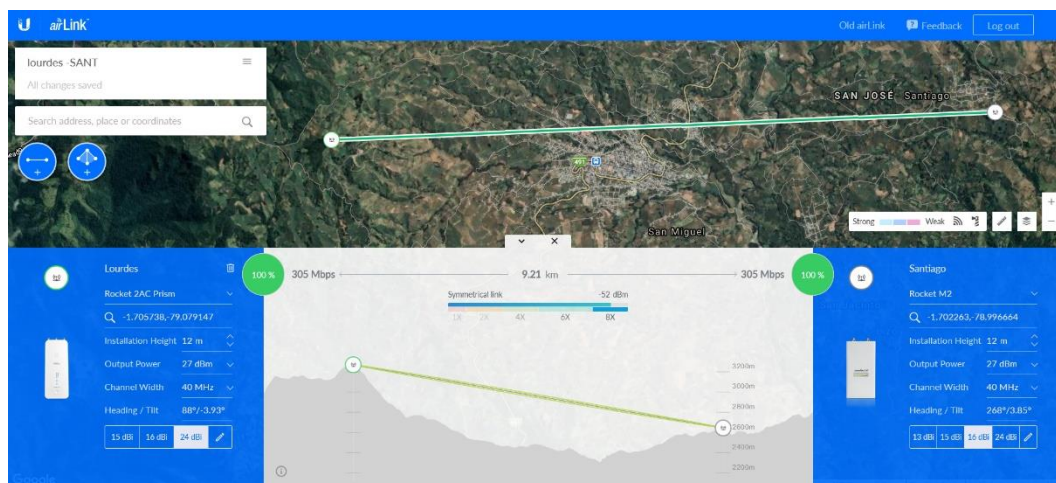 airLink
Old airLink
Feedback
Log out
lourdes -SANT
All changes saved
Search address, place or coordinates
SAN JOSÉ
Santiago
491
San Miguel
Strong
Weak
Lourdes
Rocket 2AC Prism
-1.705738,-79.079147
Installation Height 12 m
Output Power 27 dBm
Channel Width 40 MHz
Heading / Tilt 88°/-3.93°
15 dBi 16 dBi 24 dBi
100 %
305 Mbps
9.21 km
305 Mbps
100 %
Symmetrical link
-52 dBm
1X 2X 4X 6X 8X
3200m
3000m
2800m
2600m
2400m
2200m
Santiago
Rocket M2
-1.702263,-78.996664
Installation Height 12 m
Output Power 27 dBm
Channel Width 40 MHz
Heading / Tilt 268°/3.85°
13 dBi 15 dBi 16 dBi 24 dBi
Google